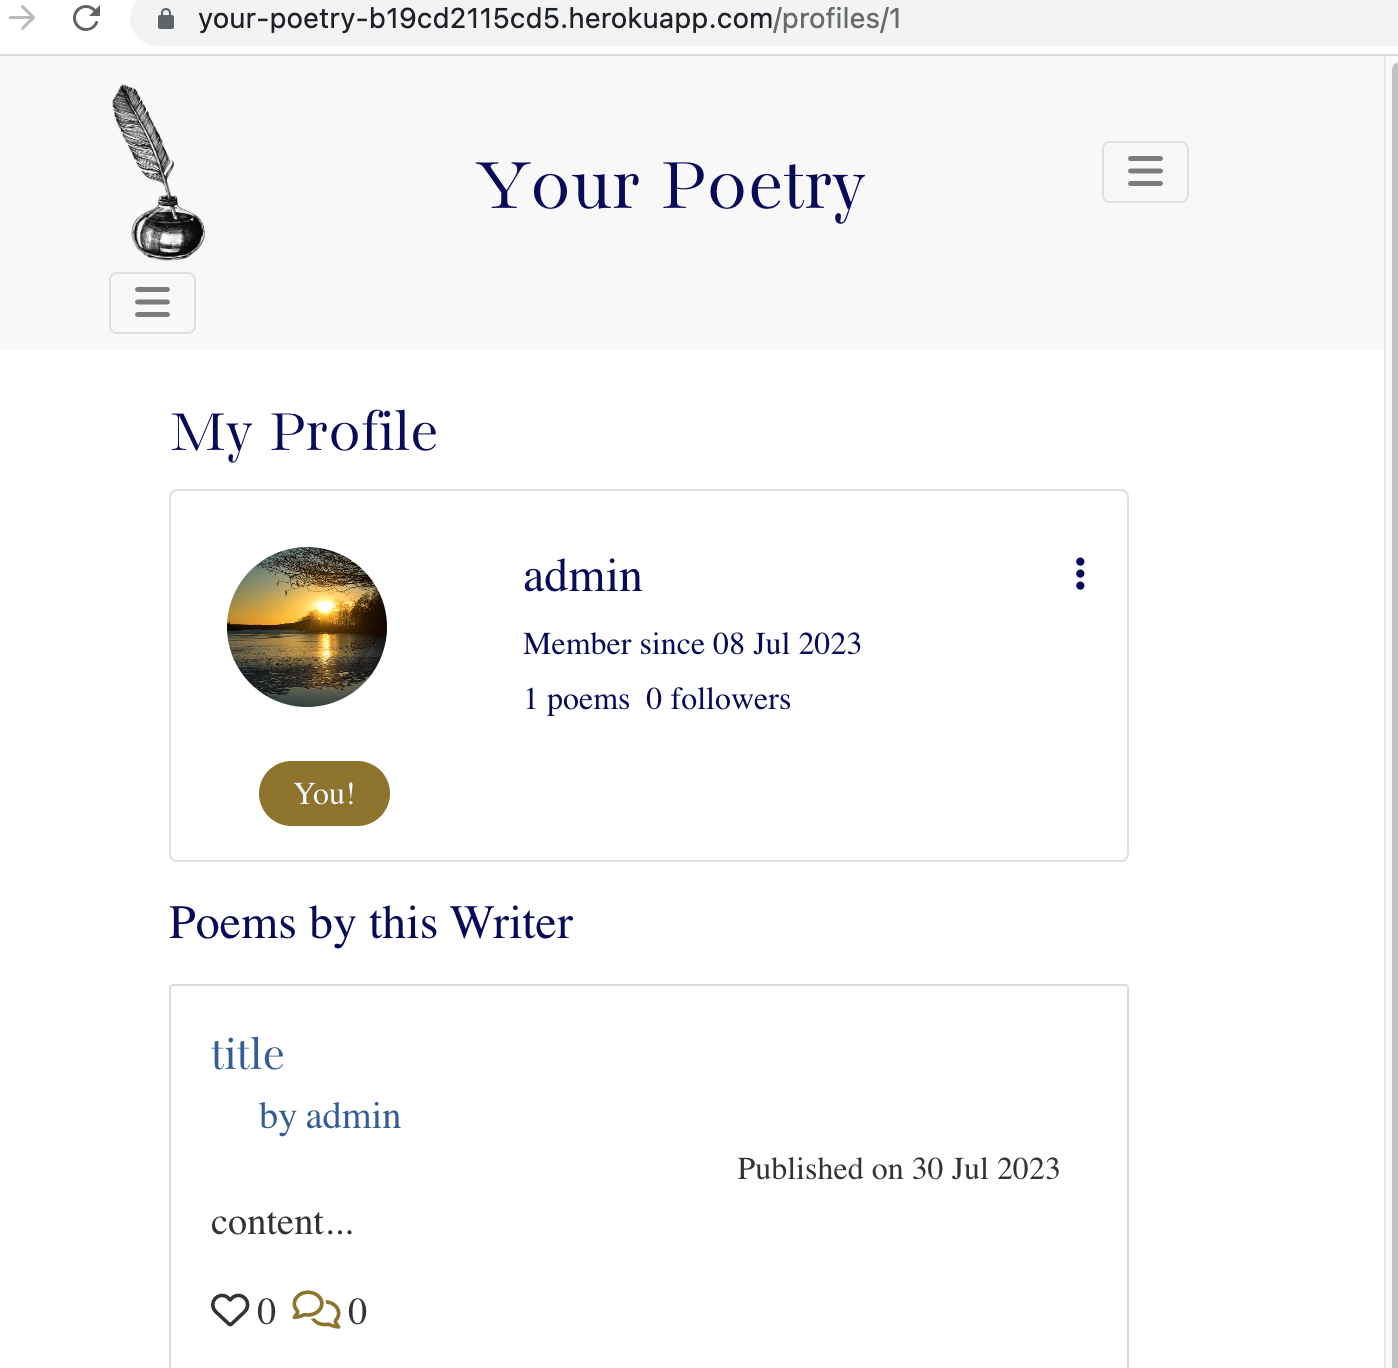 your-poetry-b19cd2115cd5.herokuapp.com/profiles/1
Your Poetry
My Profile
admin
Member since 08 Jul 2023
1 poems 0 followers
You!
Poems by this Writer
title
by admin
Published on 30 Jul 2023
content...
0 0